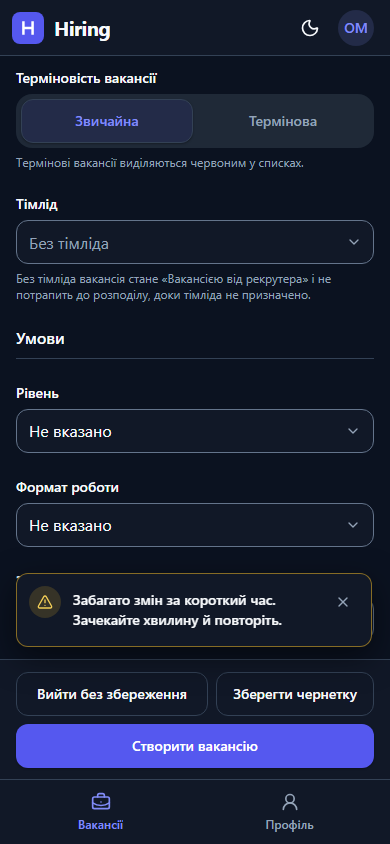 H Hiring OM
Терміновість вакансії
Звичайна Термінова
Термінові вакансії виділяються червоним у списках.
Тімлід
Без тімліда
Без тімліда вакансія стане «Вакансією від рекрутера» і не
потрапить до розподілу, доки тімліда не призначено.
Умови
Рівень
Не вказано
Формат роботи
Не вказано
Забагато змін за короткий час.
Зачекайте хвилину й повторіть.
Вийти без збереження Зберегти чернетку
Створити вакансію
Вакансії Профіль